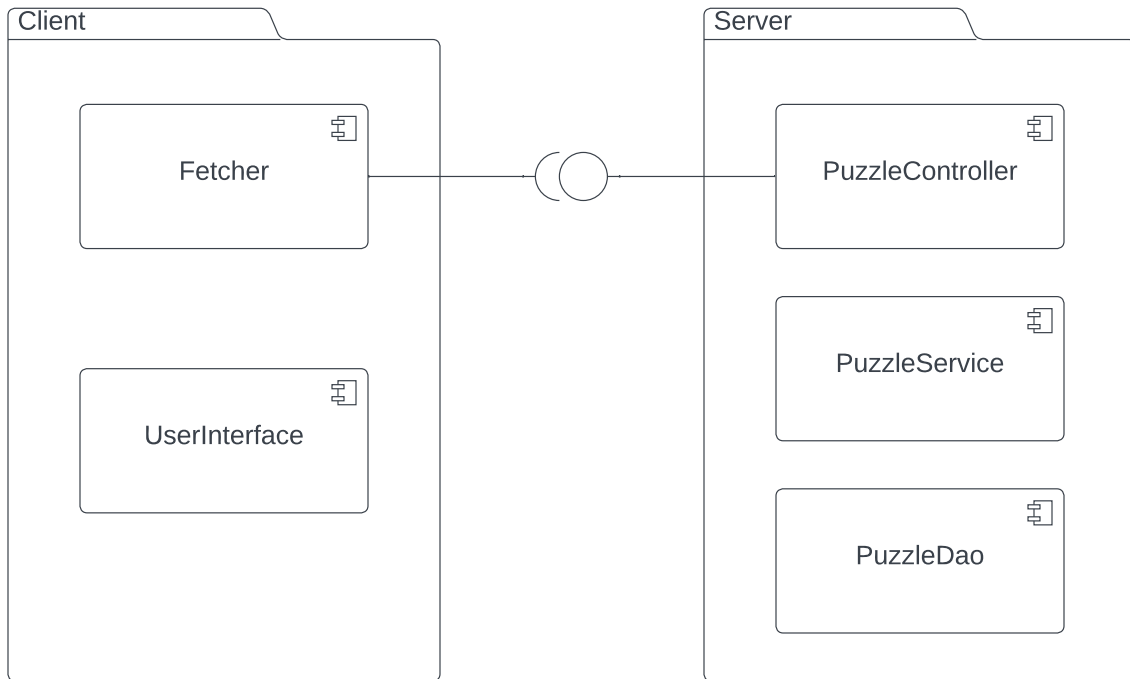 Client
Server
Fetcher
PuzzleController
PuzzleService
UserInterface
PuzzleDao